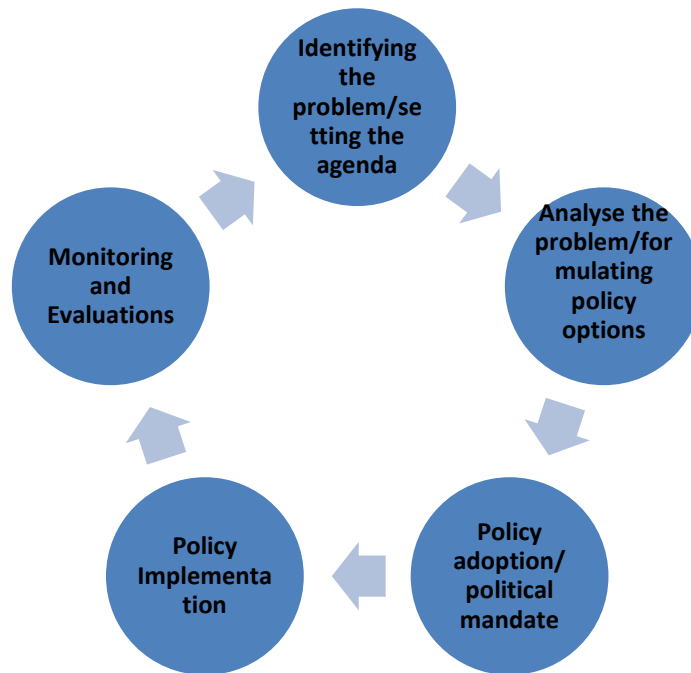 Identifying
the
problem/se
tting the
agenda
Analyse the
problem/for
mulating
policy
options
Policy
adoption/
political
mandate
Policy
Implementa
tion
Monitoring
and
Evaluations